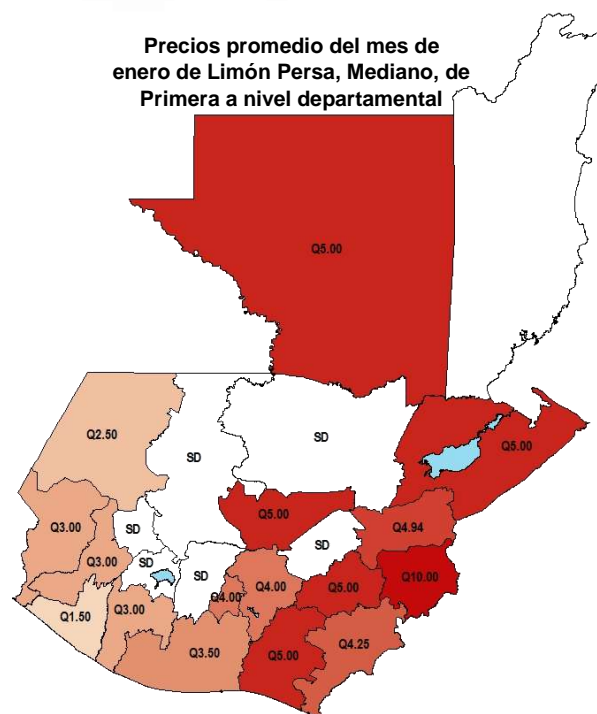 Precios promedio del mes de
enero de Limón Persa, Mediano, de
Primera a nivel departamental
Q5.00
Q2.50
SD
SD
Q5.00
Q3.00
Q5.00
Q4.94
SD
SD
Q3.00
SD
SD
Q4.00
Q4.00
Q5.00
Q10.00
Q1.50
Q3.00
Q4.25
Q3.50
Q5.00